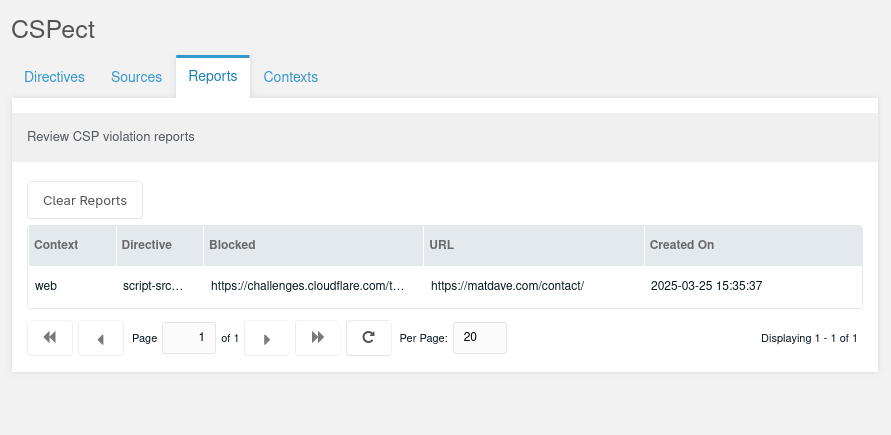 CSPect
Directives Sources Reports Contexts
Review CSP violation reports
Clear Reports
Context Directive Blocked URL Created On
web script-src... https://challenges.cloudflare.com/t... https://matdave.com/contact/ 2025-03-25 15:35:37
Page 1 of 1 Per Page: 20 Displaying 1 - 1 of 1